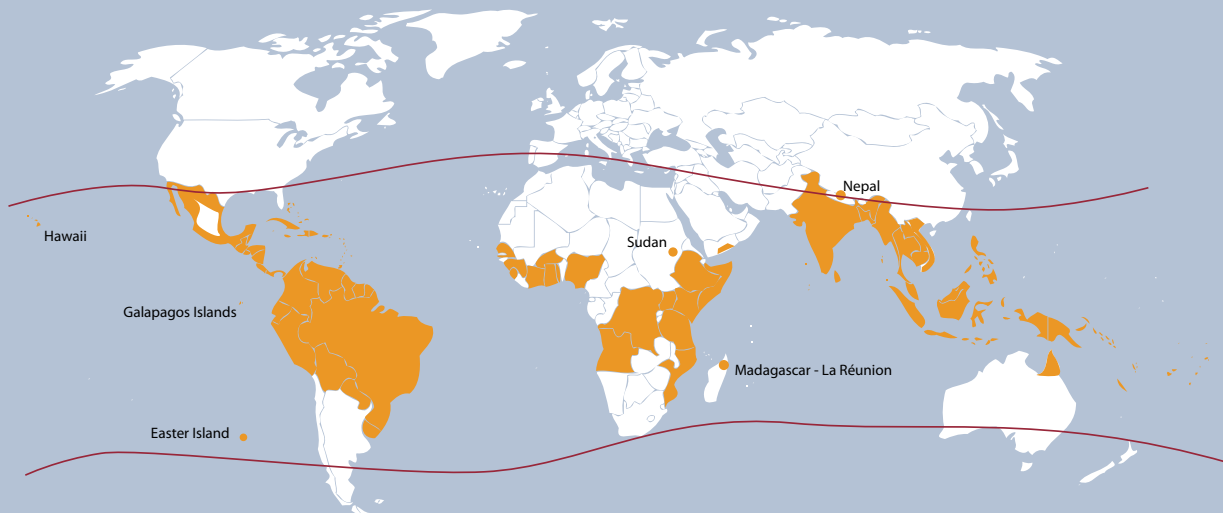 Nepal
Hawaii
Sudan
Galapagos Islands
Madagascar - La Réunion
Easter Island